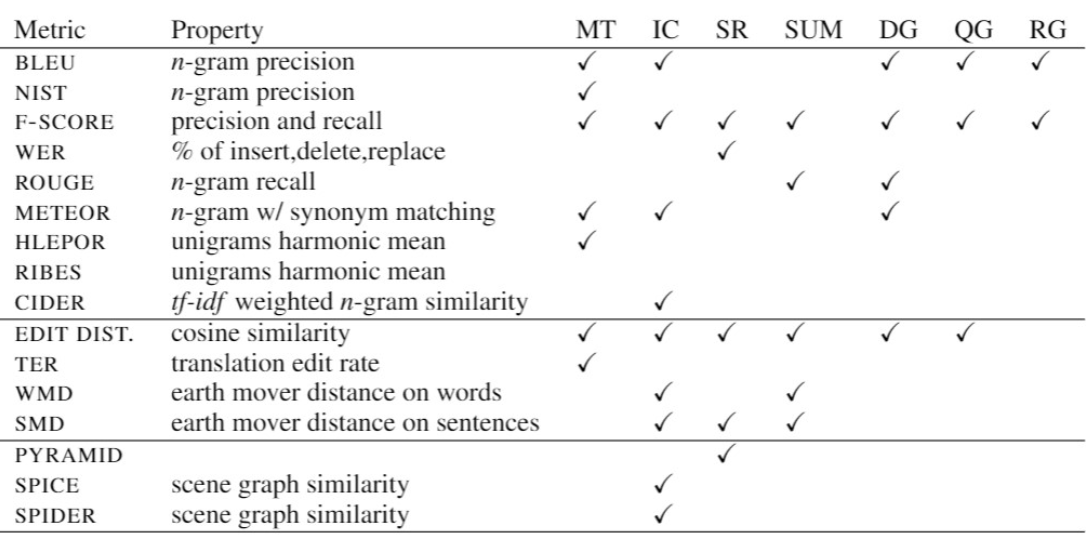 Metric Property MT IC SR SUM DG QG RG
BLEU n-gram precision ✓ ✓ ✓ ✓ ✓
NIST n-gram precision ✓
F-SCORE precision and recall ✓ ✓ ✓ ✓ ✓ ✓ ✓
WER % of insert,delete,replace ✓
ROUGE n-gram recall ✓ ✓
METEOR n-gram w/ synonym matching ✓ ✓ ✓
HLEPOR unigrams harmonic mean ✓
RIBES unigrams harmonic mean
CIDER tf-idf weighted n-gram similarity ✓
EDIT DIST. cosine similarity ✓ ✓ ✓ ✓ ✓ ✓
TER translation edit rate ✓
WMD earth mover distance on words ✓ ✓
SMD earth mover distance on sentences ✓ ✓ ✓
PYRAMID ✓
SPICE scene graph similarity ✓
SPIDER scene graph similarity ✓